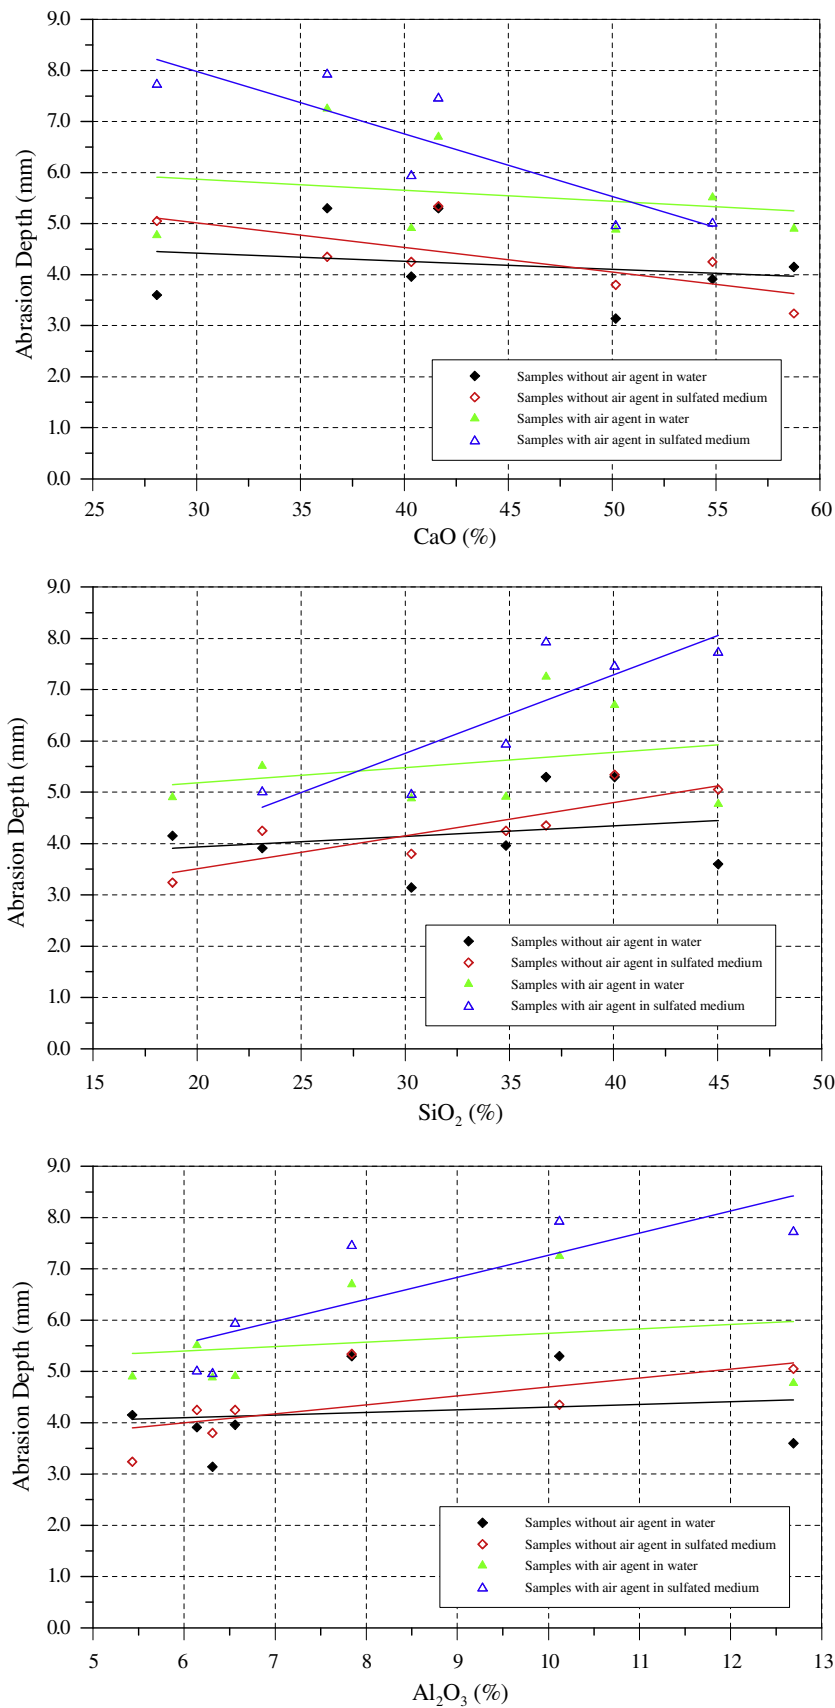 9.0
8.0
7.0
6.0
5.0
4.0
3.0
2.0
1.0
0.0
Abrasion Depth (mm)
Samples without air agent in water
Samples without air agent in sulfated medium
Samples with air agent in water
Samples with air agent in sulfated medium
25 30 35 40 45 50 55 60
CaO (%)
9.0
8.0
7.0
6.0
5.0
4.0
3.0
2.0
1.0
0.0
Abrasion Depth (mm)
Samples without air agent in water
Samples without air agent in sulfated medium
Samples with air agent in water
Samples with air agent in sulfated medium
15 20 25 30 35 40 45 50
SiO₂ (%)
9.0
8.0
7.0
6.0
5.0
4.0
3.0
2.0
1.0
0.0
Abrasion Depth (mm)
Samples without air agent in water
Samples without air agent in sulfated medium
Samples with air agent in water
Samples with air agent in sulfated medium
5 6 7 8 9 10 11 12 13
Al₂O₃ (%)